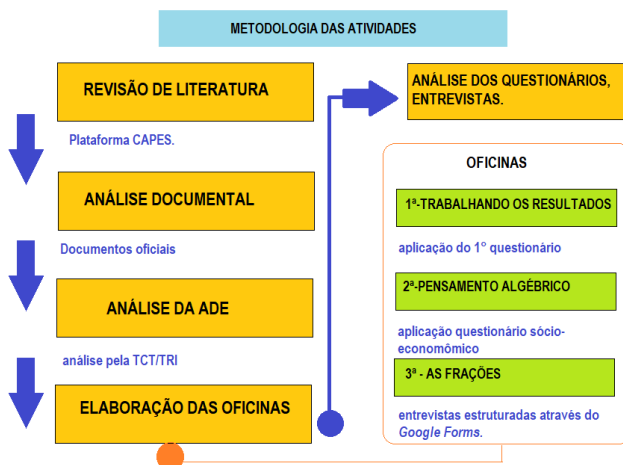 METODOLOGIA DAS ATIVIDADES
REVISÃO DE LITERATURA
Plataforma CAPES.
ANÁLISE DOCUMENTAL
Documentos oficiais
ANÁLISE DA ADE
análise pela TCT/TRI
ELABORAÇÃO DAS OFICINAS
ANÁLISE DOS QUESTIONÁRIOS,
ENTREVISTAS.
OFICINAS
1ª-TRABALHANDO OS RESULTADOS
aplicação do 1° questionário
2ª-PENSAMENTO ALGÉBRICO
aplicação questionário sócio-
econômômico
3ª - AS FRAÇÕES
entrevistas estruturadas através do
Google Forms.